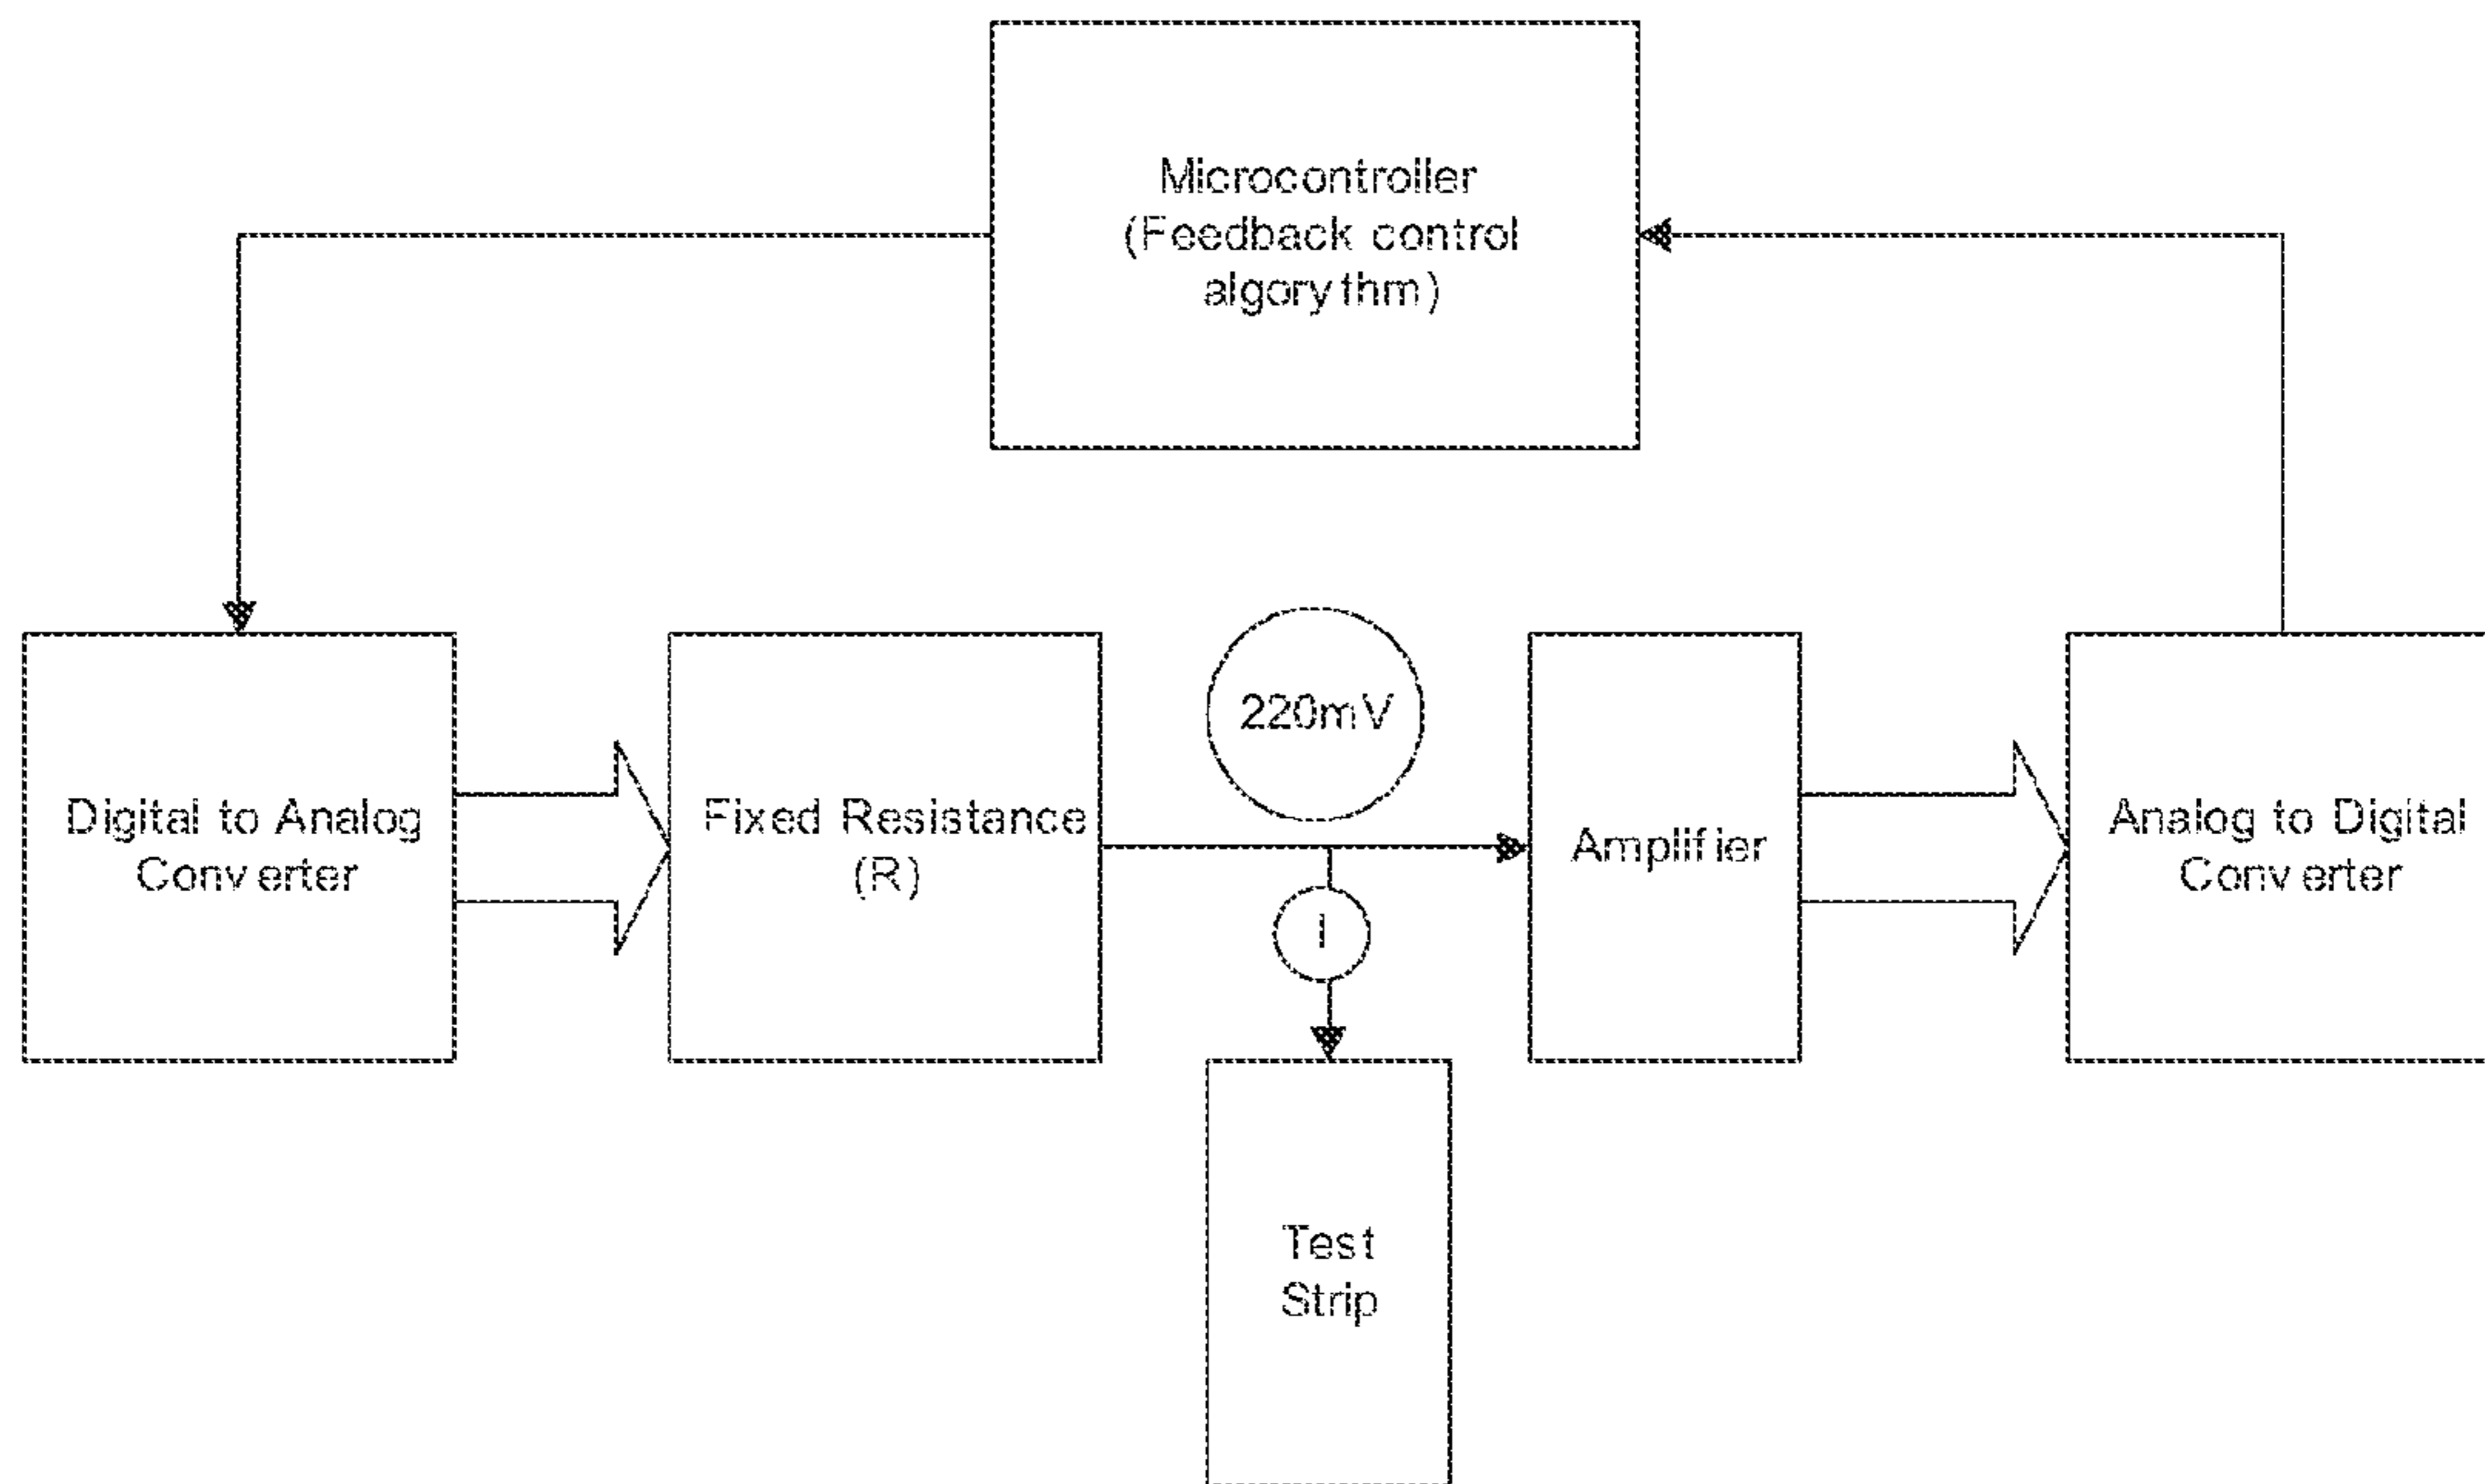 Microcontroller
(Feedback control
algorythm)
220mV
Digital to Analog
Converter
Fixed Resistance
(R)
Amplifier
Analog to Digital
Converter
I
Test
Strip